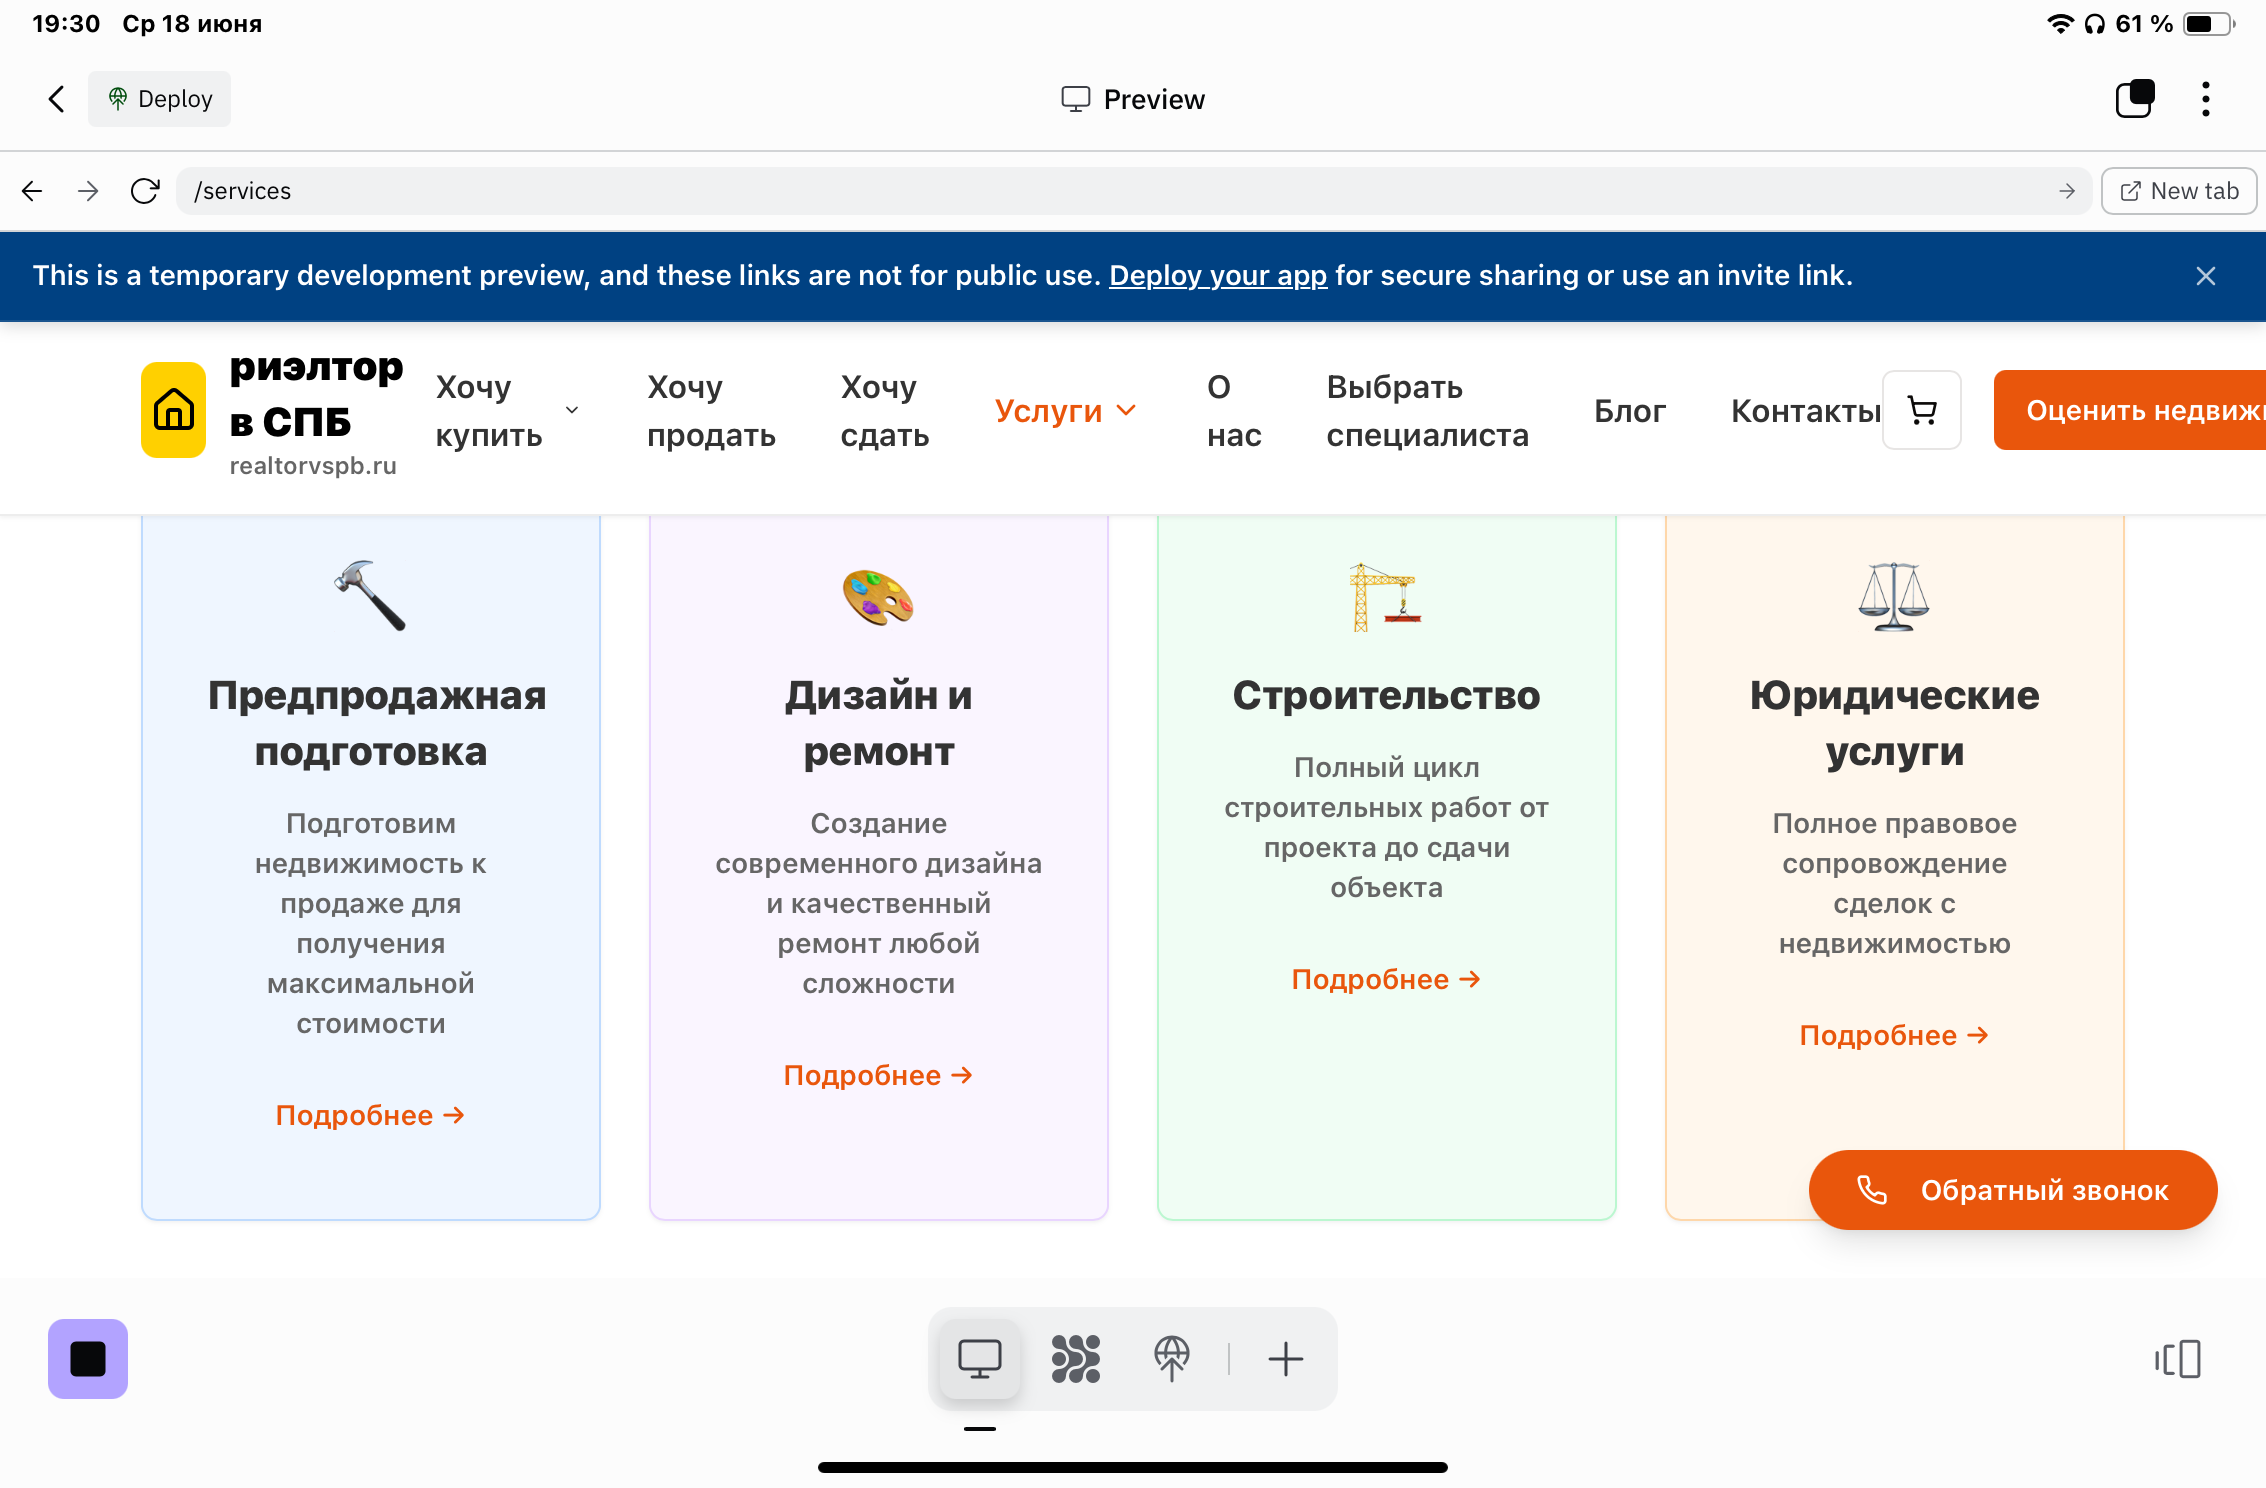 19:30 Ср 18 июня
61 %
Deploy
Preview
/services
New tab
This is a temporary development preview, and these links are not for public use. Deploy your app for secure sharing or use an invite link.
риэлтор
в СПБ
realtorvspb.ru
Хочу
купить
Хочу
продать
Хочу
сдать
Услуги
О
нас
Выбрать
специалиста
Блог
Контакты
Оценить
Предпродажная
подготовка
Подготовим
недвижимость к
продаже для
получения
максимальной
стоимости
Подробнее →
Дизайн и
ремонт
Создание
современного дизайна
и качественный
ремонт любой
сложности
Подробнее →
Строительство
Полный цикл
строительных работ от
проекта до сдачи
объекта
Подробнее →
Юридические
услуги
Полное правовое
сопровождение
сделок с
недвижимостью
Подробнее →
Обратный звонок